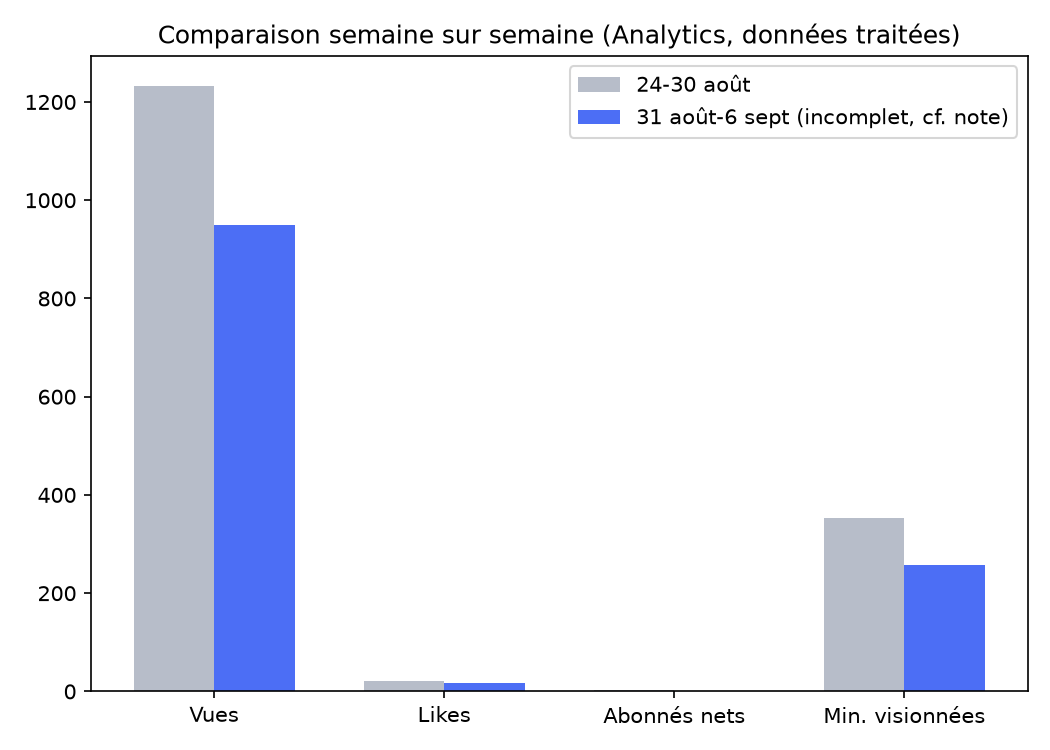 Comparaison semaine sur semaine (Analytics, données traitées)
24-30 août
31 août-6 sept (incomplet, cf. note)
1200
1000
800
600
400
200
0
Vues
Likes
Abonnés nets
Min. visionnées